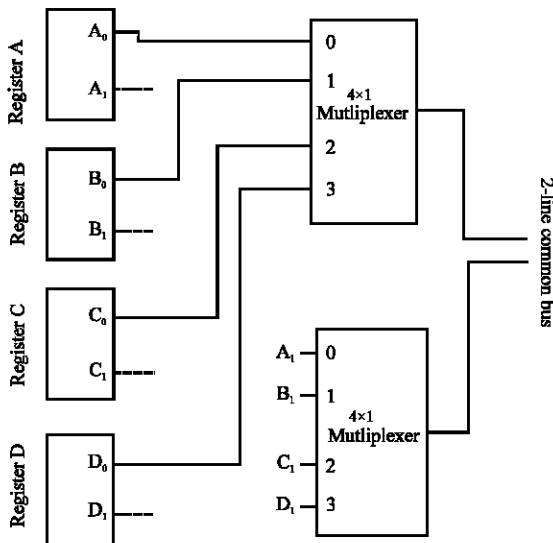 Register A
A₀
A₁
Register B
B₀
B₁
Register C
C₀
C₁
Register D
D₀
D₁
0
1
4×1
Mutliplexer
2
3
A₁
0
B₁
1
4×1
Mutliplexer
C₁
2
D₁
3
2-line common bus